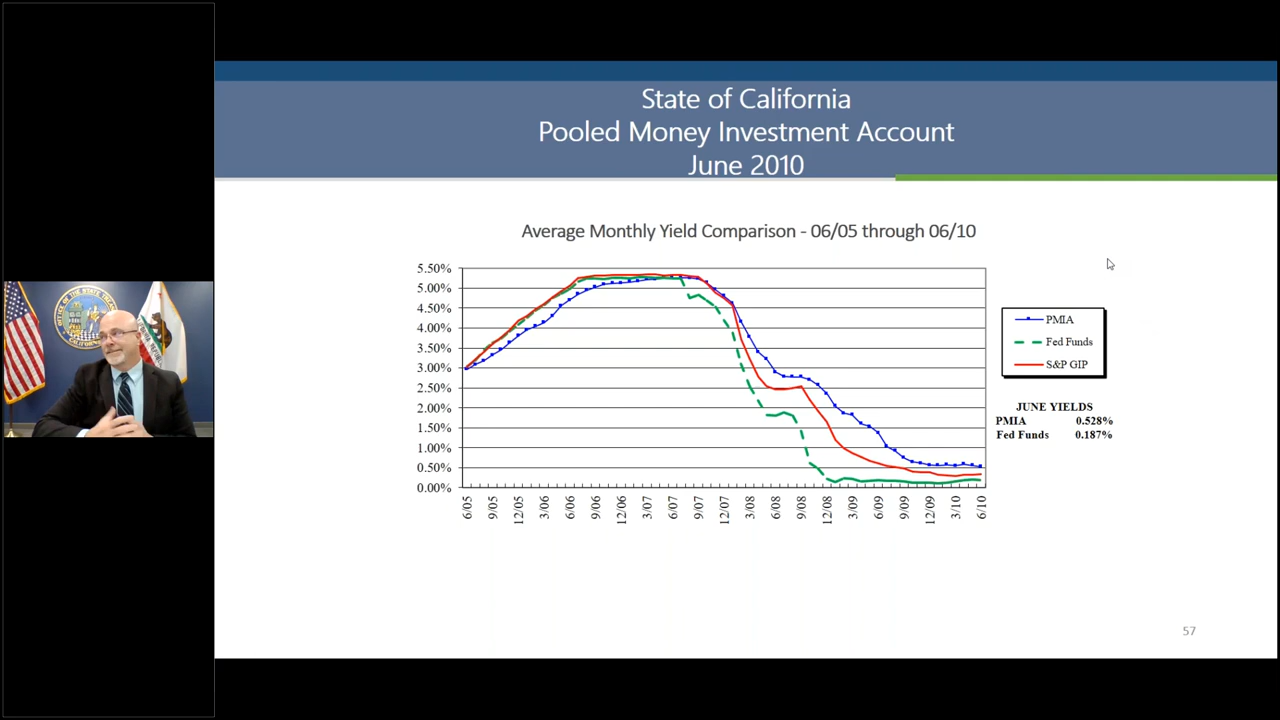 State of California
Pooled Money Investment Account
June 2010
Average Monthly Yield Comparison - 06/05 through 06/10
5.50%
5.00%
4.50%
4.00%
3.50%
3.00%
2.50%
2.00%
1.50%
1.00%
0.50%
0.00%
6/05 9/05 12/05 3/06 6/06 9/06 12/06 3/07 6/07 9/07 12/07 3/08 6/08 9/08 12/08 3/09 6/09 9/09 12/09 3/10 6/10
PMIA
Fed Funds
S&P GIP
JUNE YIELDS
PMIA 0.528%
Fed Funds 0.187%
57